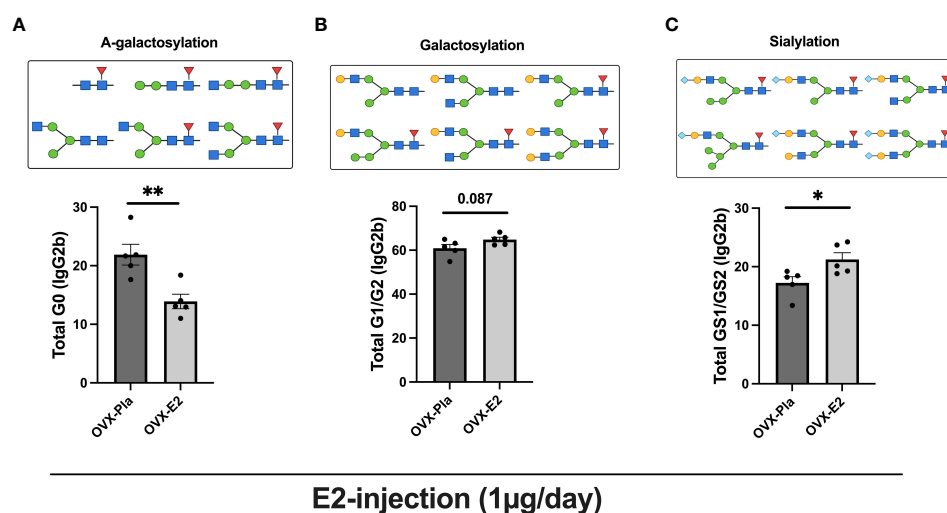 A
A-galactosylation
Total G0 (IgG2b)
30
20
10
0
**
OVX-Pla
OVX-E2
B
Galactosylation
Total G1/G2 (IgG2b)
80
60
40
20
0
0.087
OVX-Pla
OVX-E2
C
Sialylation
Total GS1/GS2 (IgG2b)
30
20
10
0
*
OVX-Pla
OVX-E2
E2-injection (1μg/day)